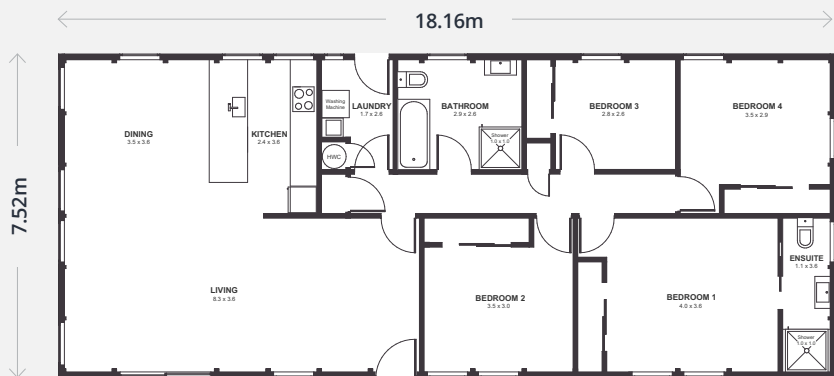 18.16m
7.52m
DINING
3.5 x 3.6
KITCHEN
2.4 x 3.6
Washing
Machine
LAUNDRY
1.7 x 2.6
HWC
BATHROOM
2.9 x 2.6
Shower
1.0 x 1.0
BEDROOM 3
2.8 x 2.6
BEDROOM 4
3.5 x 2.9
LIVING
8.3 x 3.6
BEDROOM 2
3.5 x 3.0
BEDROOM 1
4.0 x 3.6
ENSUITE
1.1 x 3.6
Shower
1.0 x 1.0